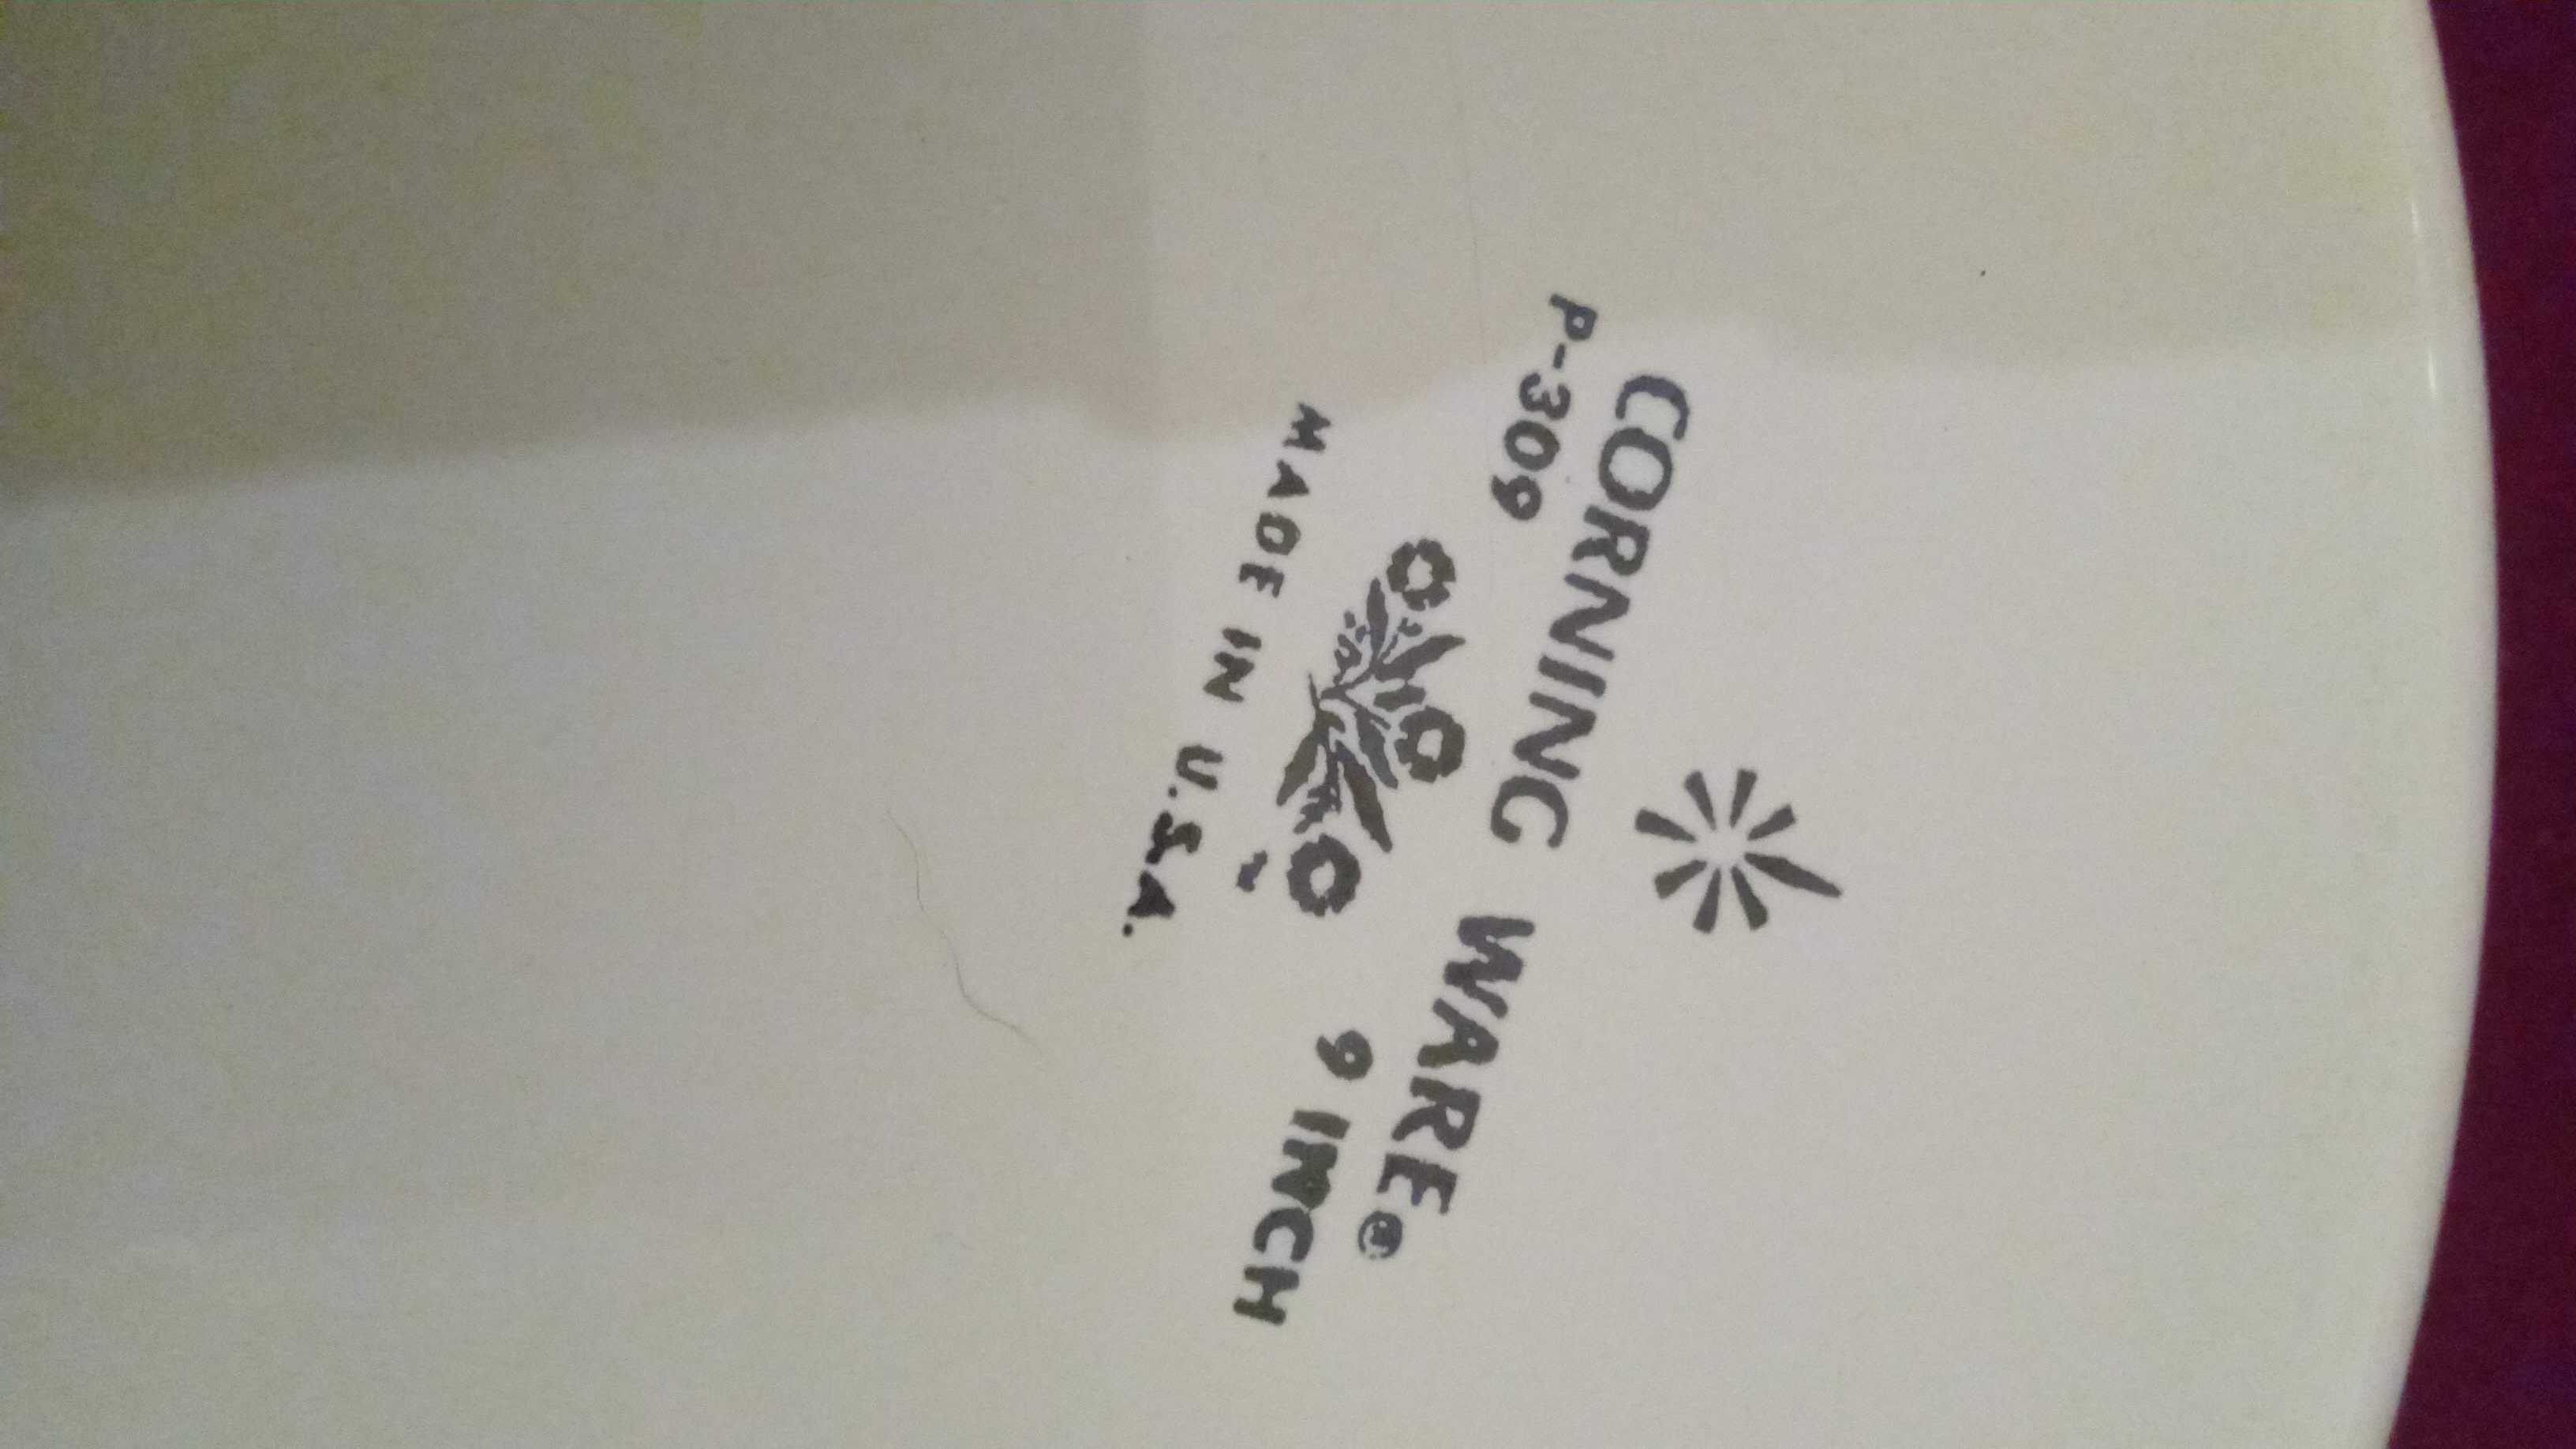 CORNING WARE®
P-309 9 INCH
MADE IN U.S.A.